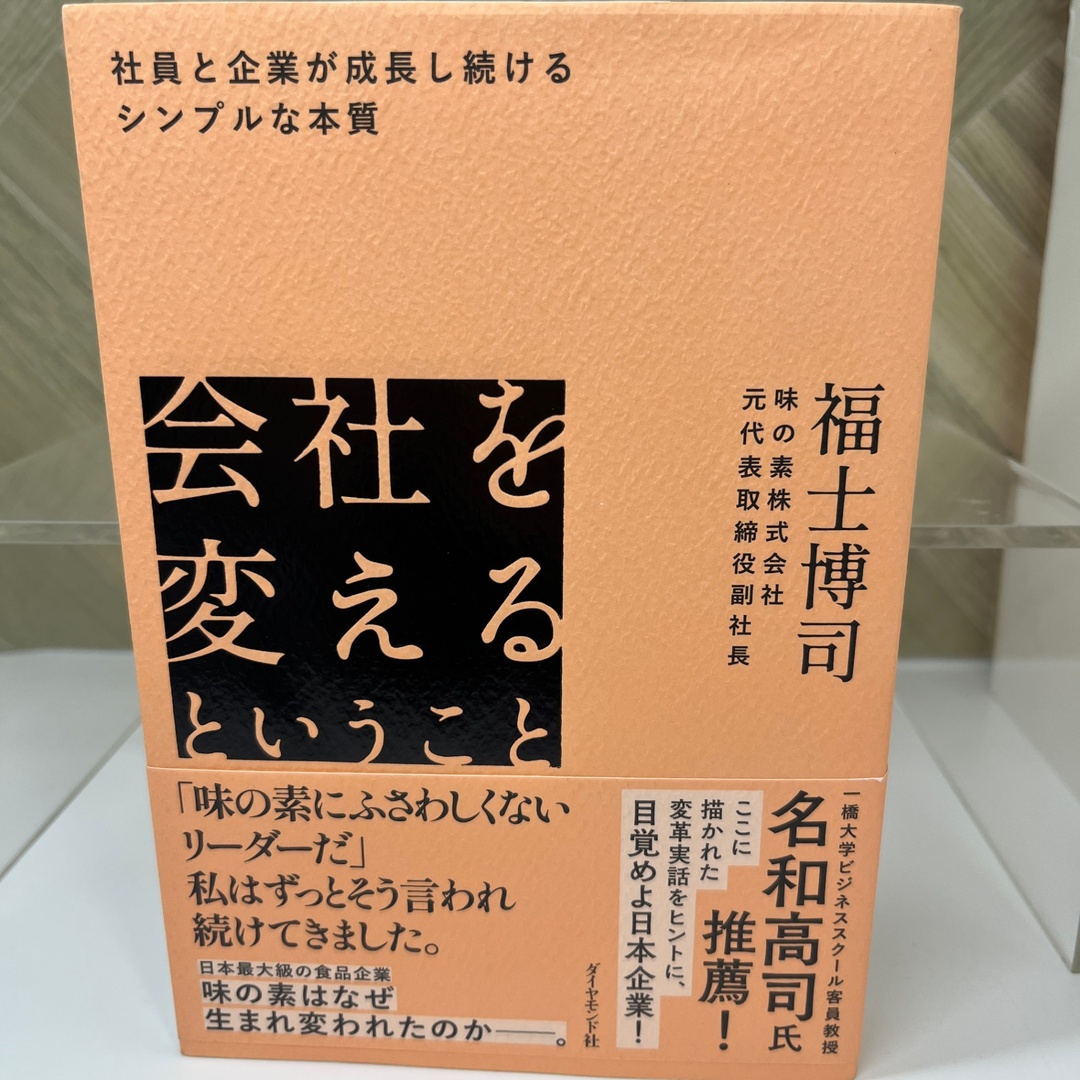 社員と企業が成長し続ける
シンプルな本質
会社を
変える
ということ
福士博司
味の素株式会社
元代表取締役副社長
「味の素にふさわしくない
リーダーだ」
私はずっとそう言われ
続けてきました。
日本最大級の食品企業
味の素はなぜ
生まれ変われたのか——。
一橋大学ビジネススクール客員教授
名和高司氏
推薦！
ここに
描かれた
変革実話をヒントに、
目覚めよ日本企業！
ダイヤモンド社